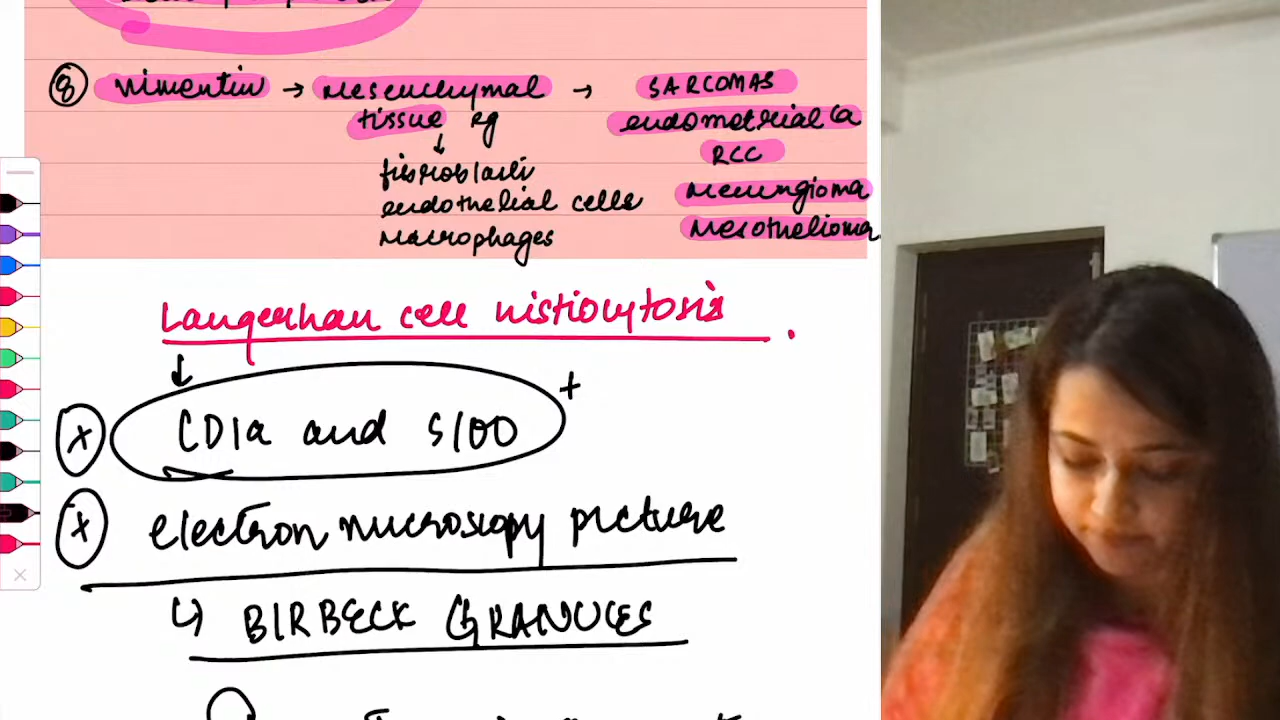 ⑧ vimentin → Mesenchymal → SARCOMAS
tissue eg endometrial Ca
↓ RCC
fibroblasts
endothelial cells Meningioma
Macrophages Mesothelioma
Langerhan cell histiocytosis.
↓
* CD1a and S100 +
* electron microscopy picture
↳ BIRBECK GRANULES